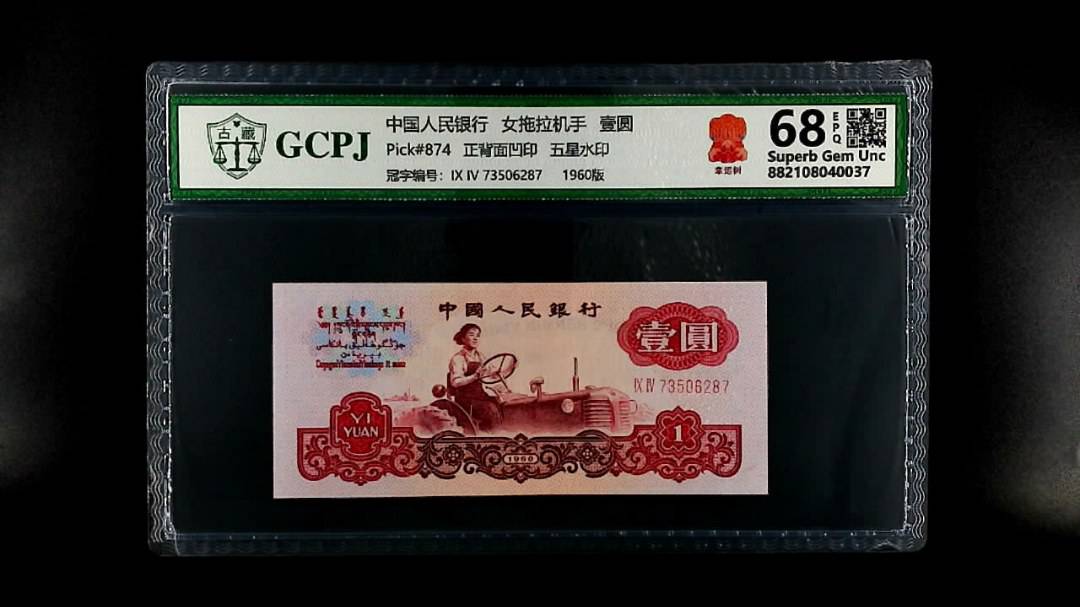 古藏
GCPJ
中国人民银行 女拖拉机手 壹圆
Pick#874 正背面凹印 五星水印
冠字编号: IX IV 73506287 1960版
幸运树
68 EPQ
Superb Gem Unc
882108040037
中國人民銀行
壹圓
IX IV 73506287
YI
YUAN
1960
1